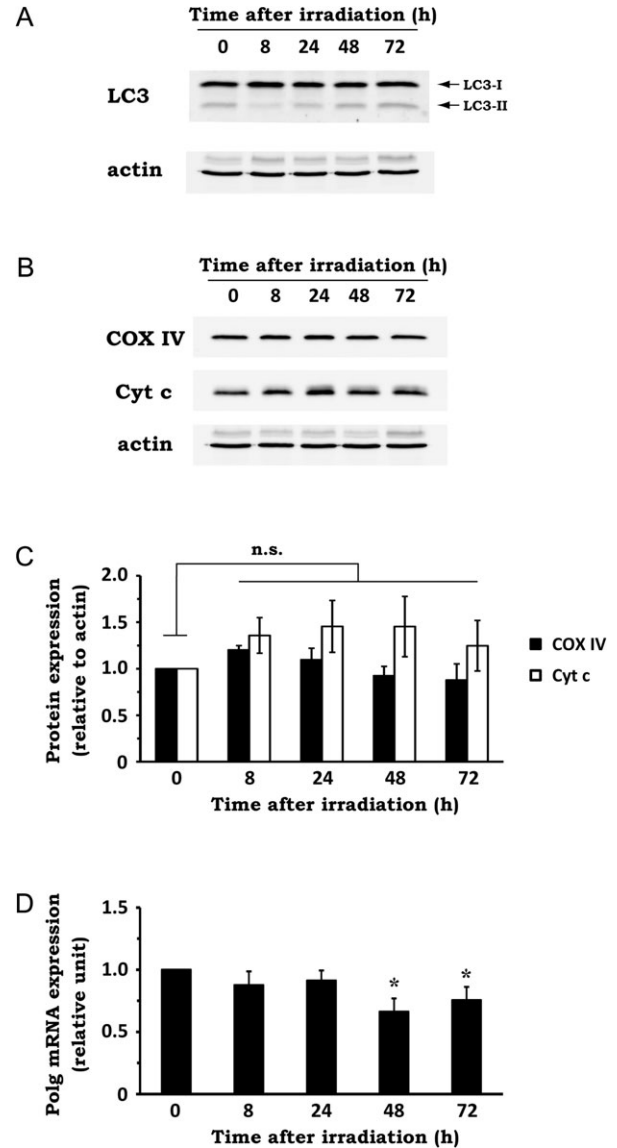 A
Time after irradiation (h)
0 8 24 48 72
LC3
LC3-I
LC3-II
actin
B
Time after irradiation (h)
0 8 24 48 72
COX IV
Cyt c
actin
C
n.s.
Protein expression
(relative to actin)
2.0
1.5
1.0
0.5
0
0 8 24 48 72
Time after irradiation (h)
COX IV
Cyt c
D
Polg mRNA expression
(relative unit)
1.5
1.0
0.5
0
* *
0 8 24 48 72
Time after irradiation (h)